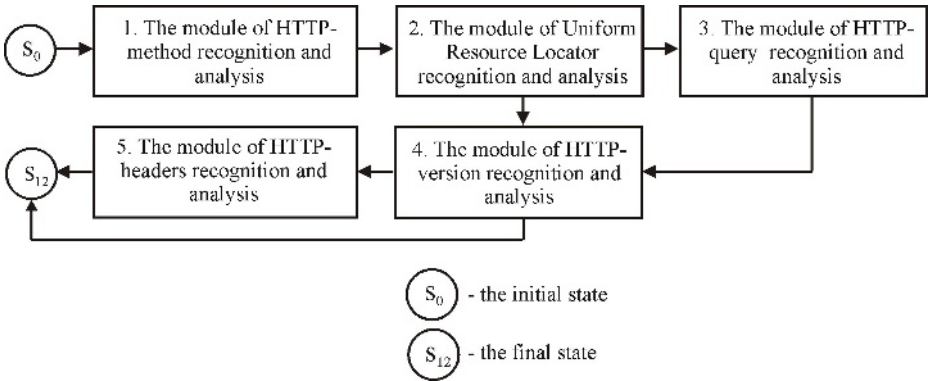 S0
1. The module of HTTP-
method recognition and
analysis
2. The module of Uniform
Resource Locator
recognition and analysis
3. The module of HTTP-
query recognition and
analysis
S12
5. The module of HTTP-
headers recognition and
analysis
4. The module of HTTP-
version recognition and
analysis
S0 - the initial state
S12 - the final state